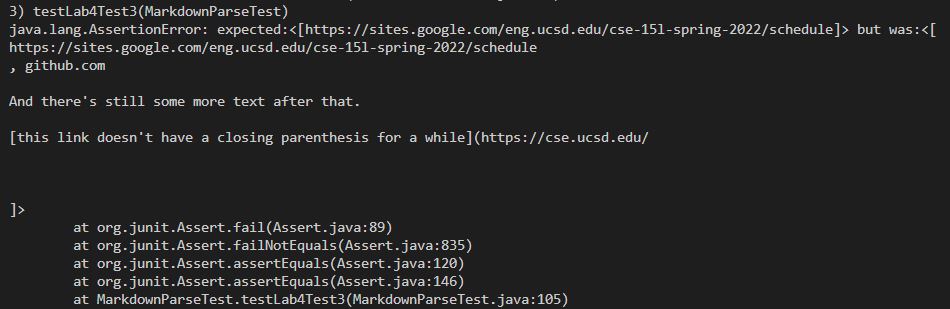 3) testLab4Test3(MarkdownParseTest)
java.lang.AssertionError: expected:<[https://sites.google.com/eng.ucsd.edu/cse-15l-spring-2022/schedule]> but was:<[
https://sites.google.com/eng.ucsd.edu/cse-15l-spring-2022/schedule
, github.com
And there's still some more text after that.
[this link doesn't have a closing parenthesis for a while](https://cse.ucsd.edu/
]>
at org.junit.Assert.fail(Assert.java:89)
at org.junit.Assert.failNotEquals(Assert.java:835)
at org.junit.Assert.assertEquals(Assert.java:120)
at org.junit.Assert.assertEquals(Assert.java:146)
at MarkdownParseTest.testLab4Test3(MarkdownParseTest.java:105)